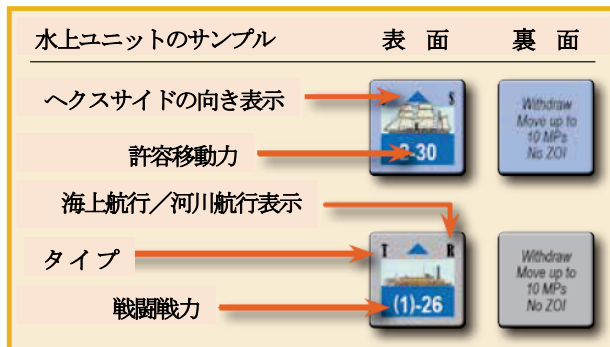 水上ユニットのサンプル 表 面 裏 面
ヘクスサイドの向き表示
S
許容移動力
-30
Withdraw
Move up to
10 MPs
No ZOI
海上航行/河川航行表示
タ イ プ
T R
戦闘戦力
(1)-26
Withdraw
Move up to
10 MPs
No ZOI